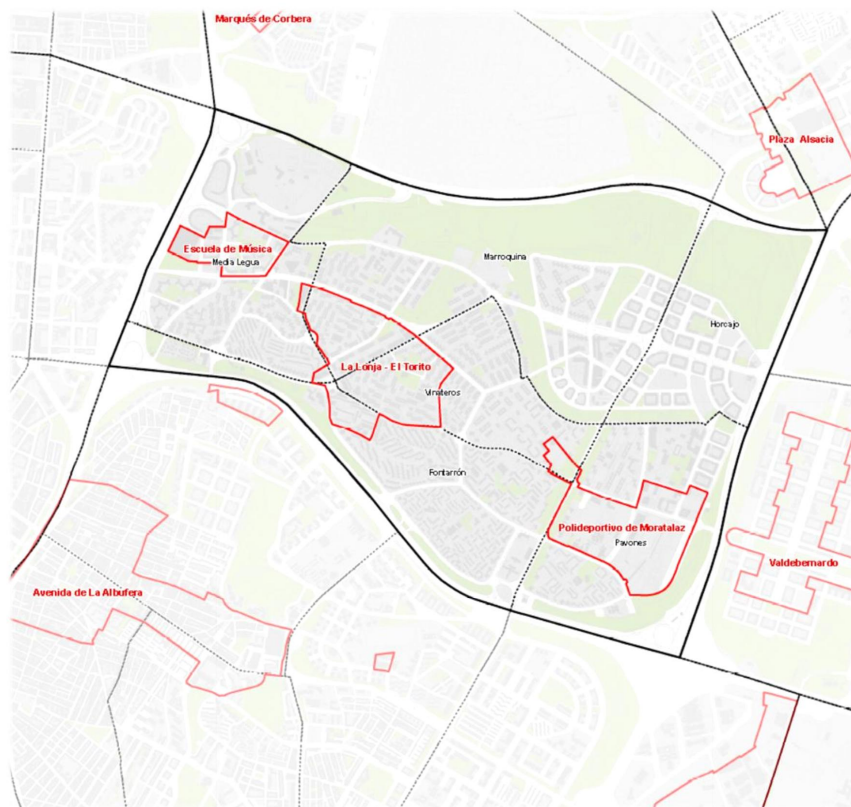 Marqués de Corbera
Plaza Alsacia
Escuela de Música
Media Legua
Marroquina
Horcajo
La Lonja - El Torito
Vinateros
Fontarrón
Polideportivo de Moratalaz
Pavones
Valdebernardo
Avenida de La Albufera